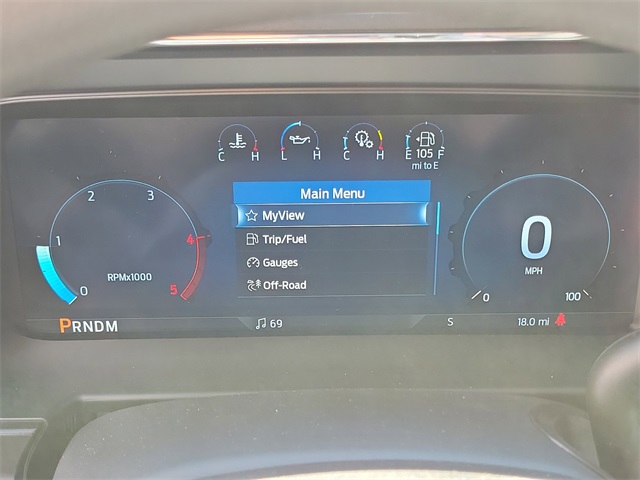 C H L H C H E 105 F
mi to E
Main Menu
MyView
Trip/Fuel
Gauges
Off-Road
2 3
1 4
RPMx1000
0 5
0
MPH
0 100
PRNDM 69 S 18.0 mi